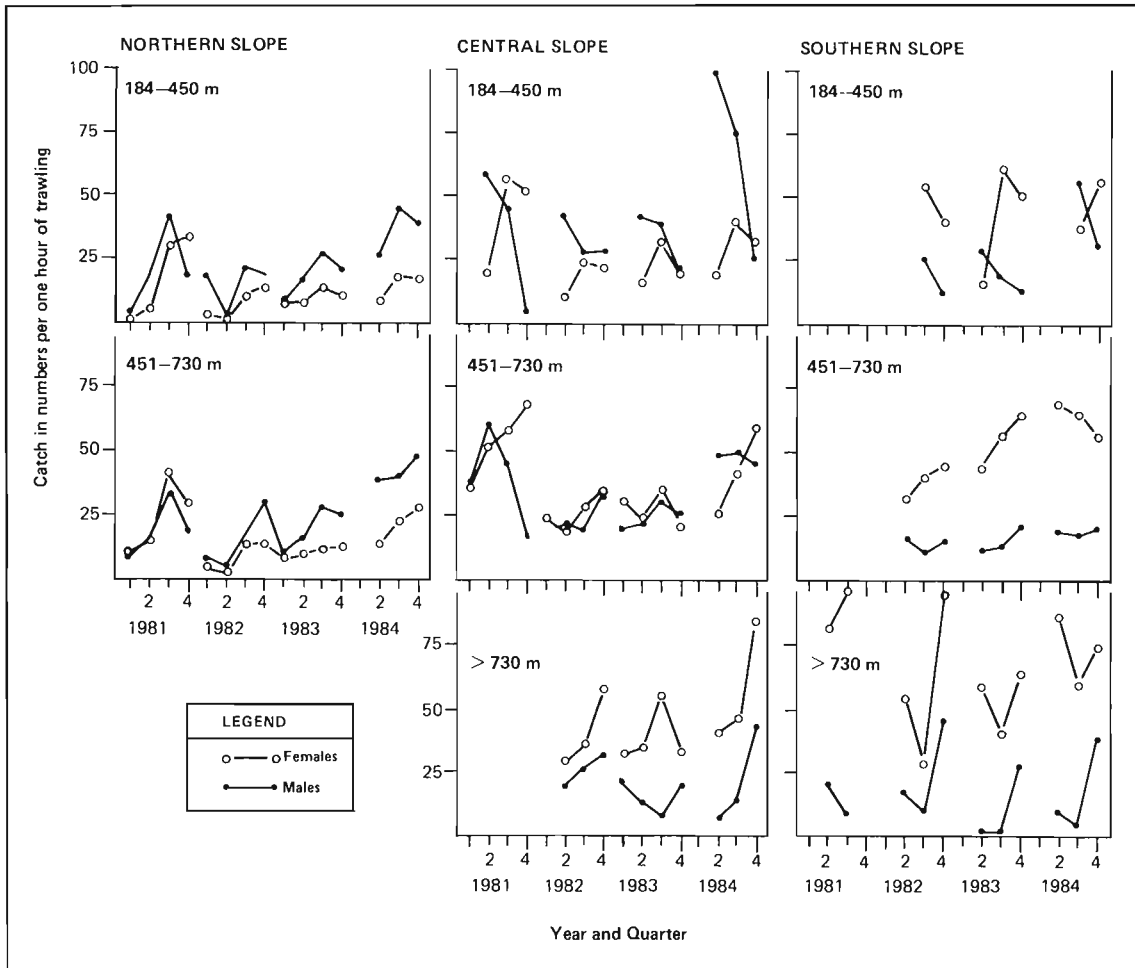 NORTHERN SLOPE
CENTRAL SLOPE
SOUTHERN SLOPE
Catch in numbers per one hour of trawling
100
75
50
25
184–450 m
184–450 m
184--450 m
75
50
25
451–730 m
451–730 m
451–730 m
2 4 2 4 2 4 2 4
1981 1982 1983 1984
75
50
25
> 730 m
> 730 m
2 4 2 4 2 4 2 4
1981 1982 1983 1984
2 4 2 4 2 4 2 4
1981 1982 1983 1984
LEGEND
Females
Males
Year and Quarter